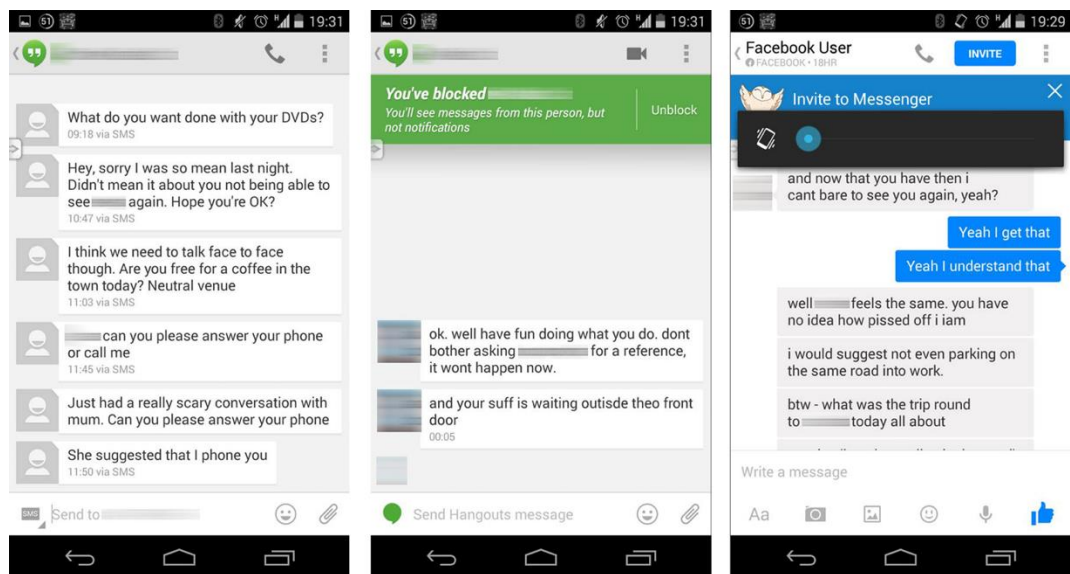 51
H
19:31
What do you want done with your DVDs?
09:18 via SMS
Hey, sorry I was so mean last night.
Didn't mean it about you not being able to
see again. Hope you're OK?
10:47 via SMS
I think we need to talk face to face
though. Are you free for a coffee in the
town today? Neutral venue
11:03 via SMS
can you please answer your phone
or call me
11:45 via SMS
Just had a really scary conversation with
mum. Can you please answer your phone
She suggested that I phone you
11:50 via SMS
SMS
Send to
51
H
19:31
You've blocked
You'll see messages from this person, but
not notifications
Unblock
ok. well have fun doing what you do. dont
bother asking for a reference,
it wont happen now.
and your suff is waiting outisde theo front
door
00:05
Send Hangouts message
51
H
19:29
Facebook User
FACEBOOK • 18HR
INVITE
Invite to Messenger
and now that you have then i
cant bare to see you again, yeah?
Yeah I get that
Yeah I understand that
well feels the same. you have
no idea how pissed off i iam
i would suggest not even parking on
the same road into work.
btw - what was the trip round
to today all about
Write a message
Aa